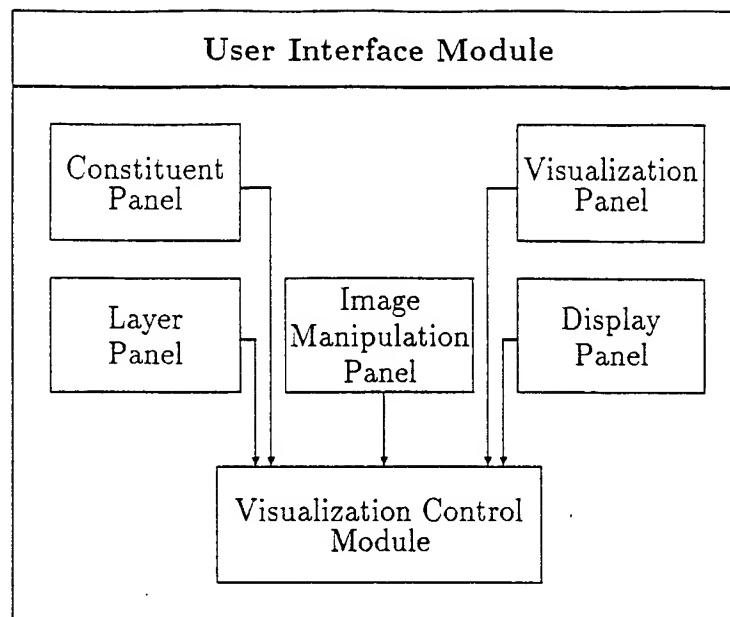 User Interface Module
Constituent
Panel
Visualization
Panel
Layer
Panel
Image
Manipulation
Panel
Display
Panel
Visualization Control
Module